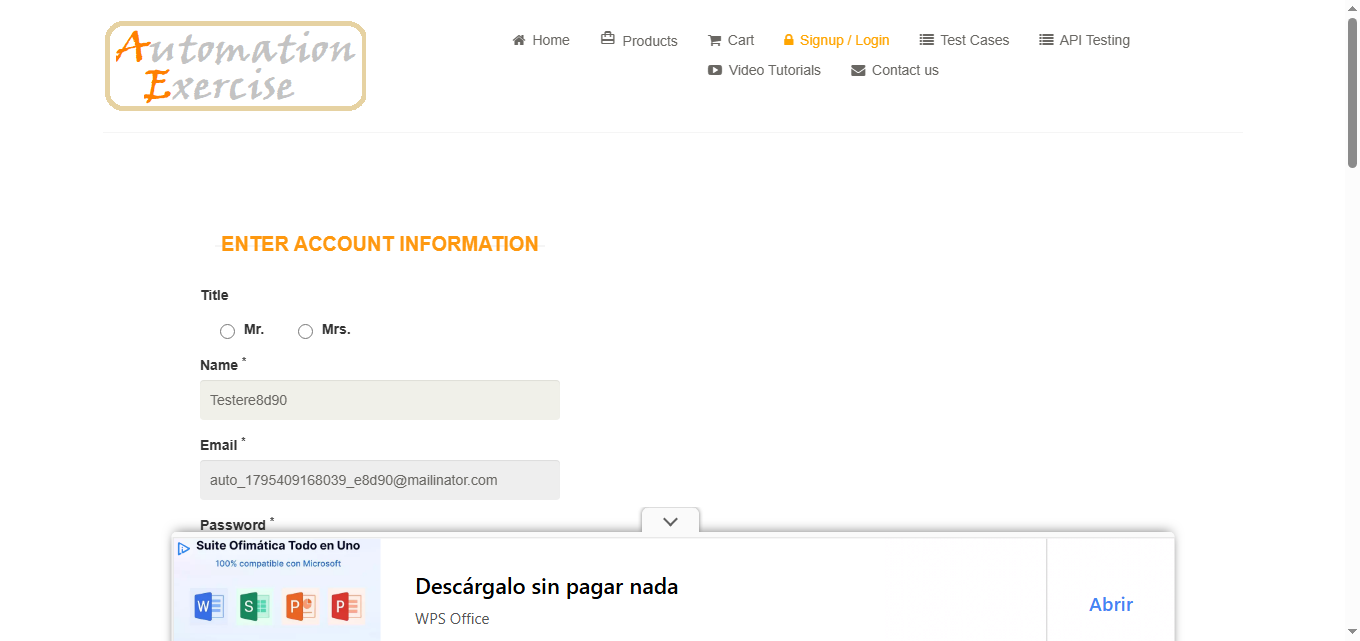 Automation
Exercise
Home
Products
Cart
Signup / Login
Test Cases
API Testing
Video Tutorials
Contact us
ENTER ACCOUNT INFORMATION
Title
Mr.
Mrs.
Name *
Testere8d90
Email *
auto_1795409168039_e8d90@mailinator.com
Password *
Suite Ofimática Todo en Uno
100% compatible con Microsoft
W
S
P
P
Descárgalo sin pagar nada
WPS Office
Abrir